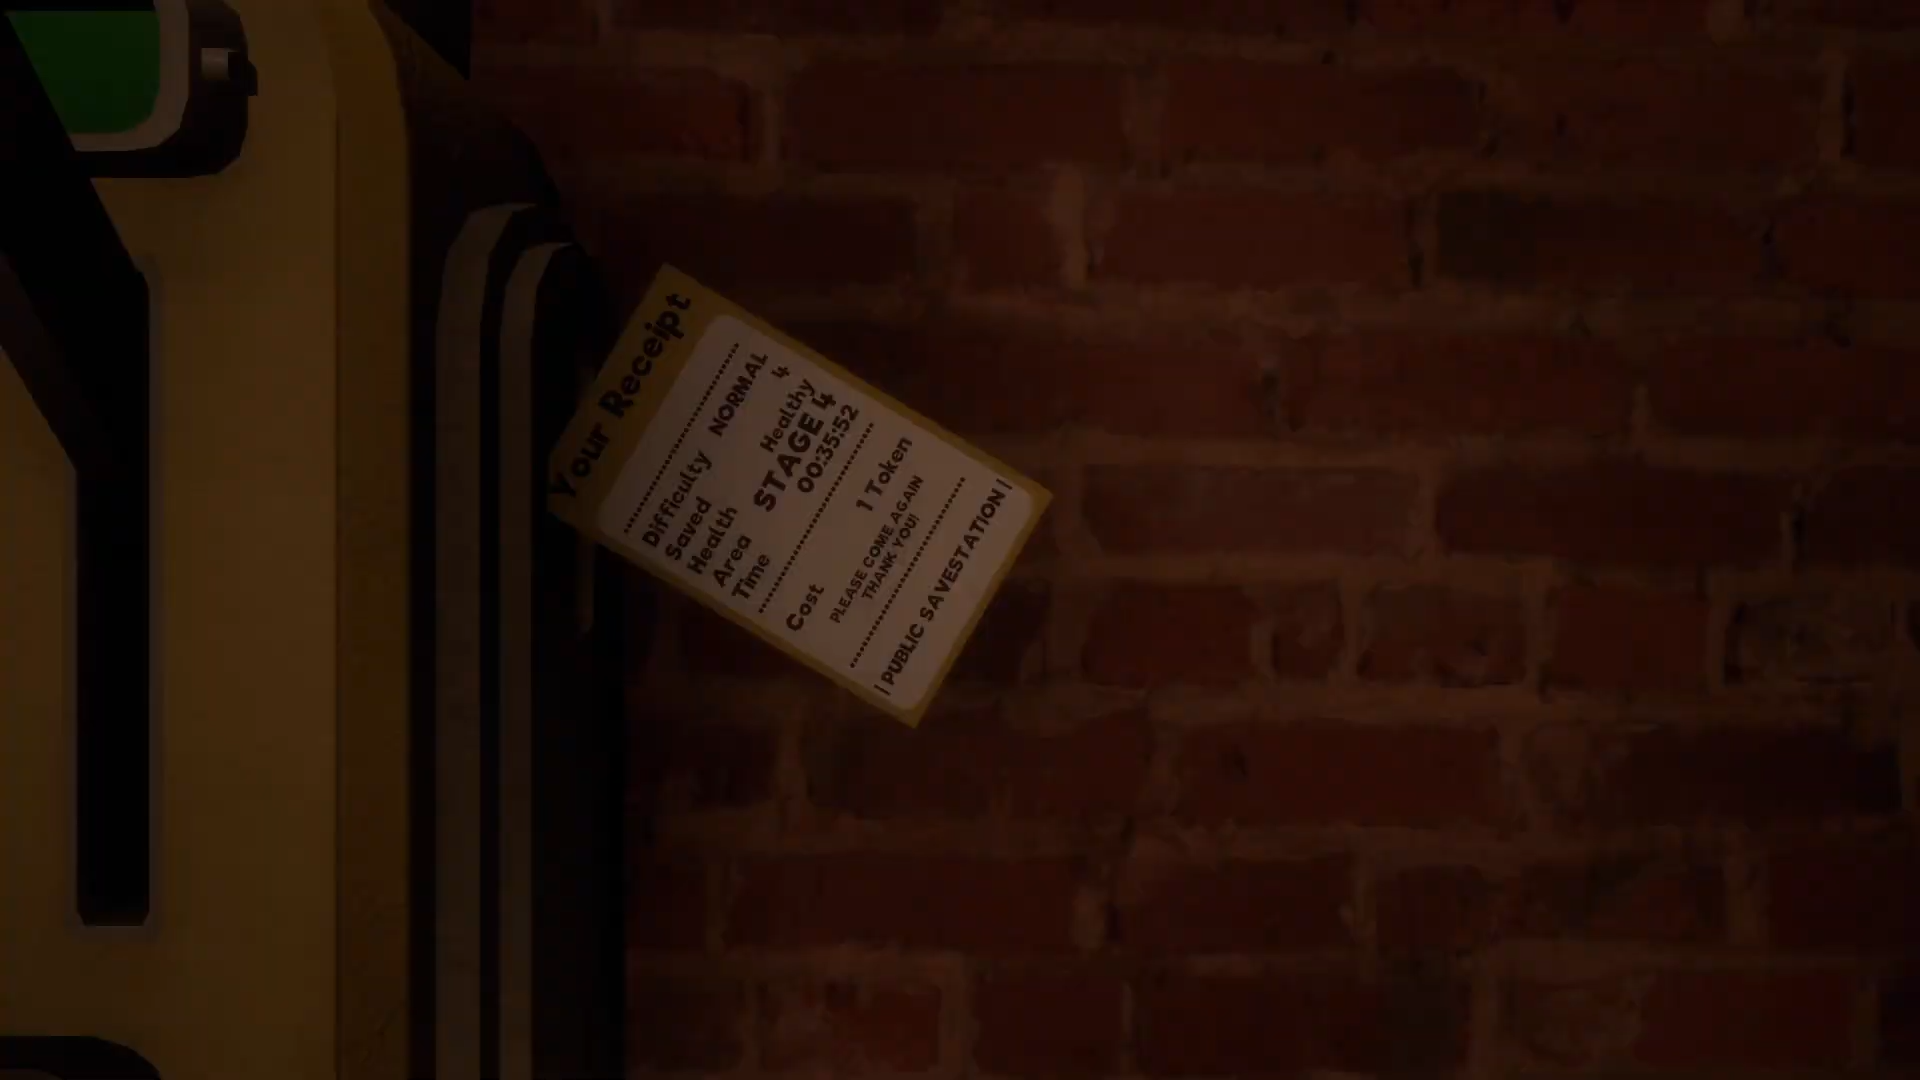 Your Receipt
Difficulty NORMAL
Saved 4
Health Healthy
Area STAGE 4
Time 00:35:52
Cost 1 Token
PLEASE COME AGAIN
THANK YOU!
| PUBLIC SAVESTATION |